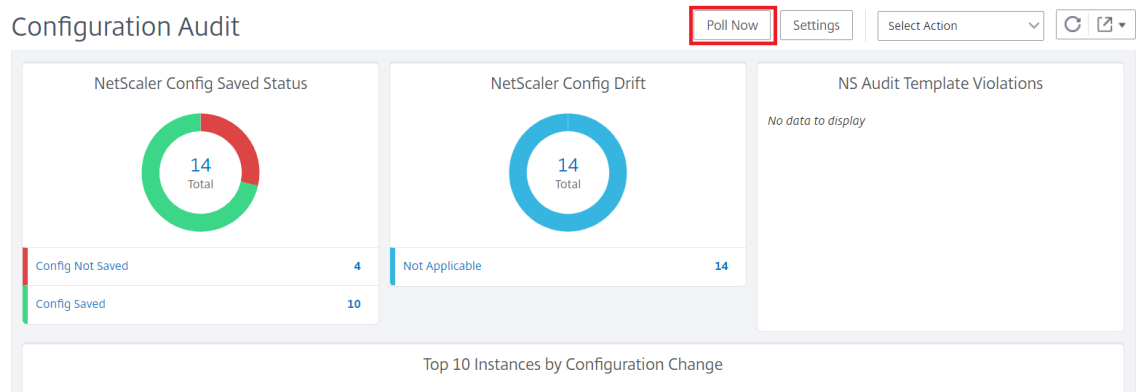 Configuration Audit
Poll Now
Settings
Select Action
NetScaler Config Saved Status
14
Total
Config Not Saved 4
Config Saved 10
NetScaler Config Drift
14
Total
Not Applicable 14
NS Audit Template Violations
No data to display
Top 10 Instances by Configuration Change